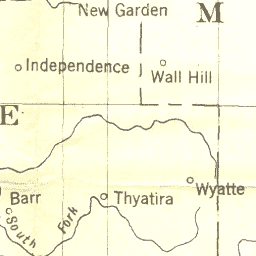 New Garden
M
Independence
Wall Hill
E
Wyatte
Barr
Thyatira
South Fork